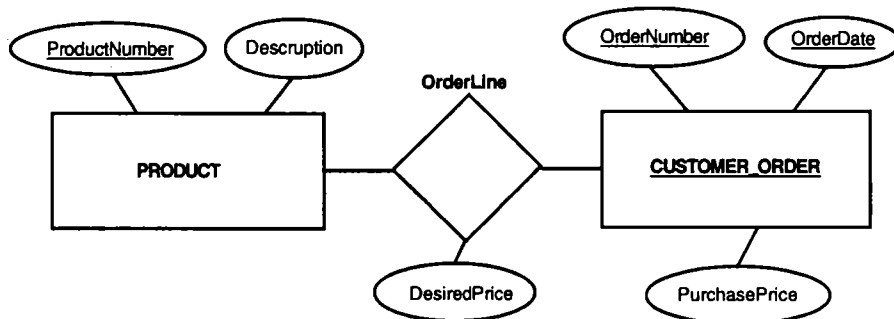 ProductNumber
Descruption
OrderNumber
OrderDate
OrderLine
PRODUCT
CUSTOMER_ORDER
DesiredPrice
PurchasePrice